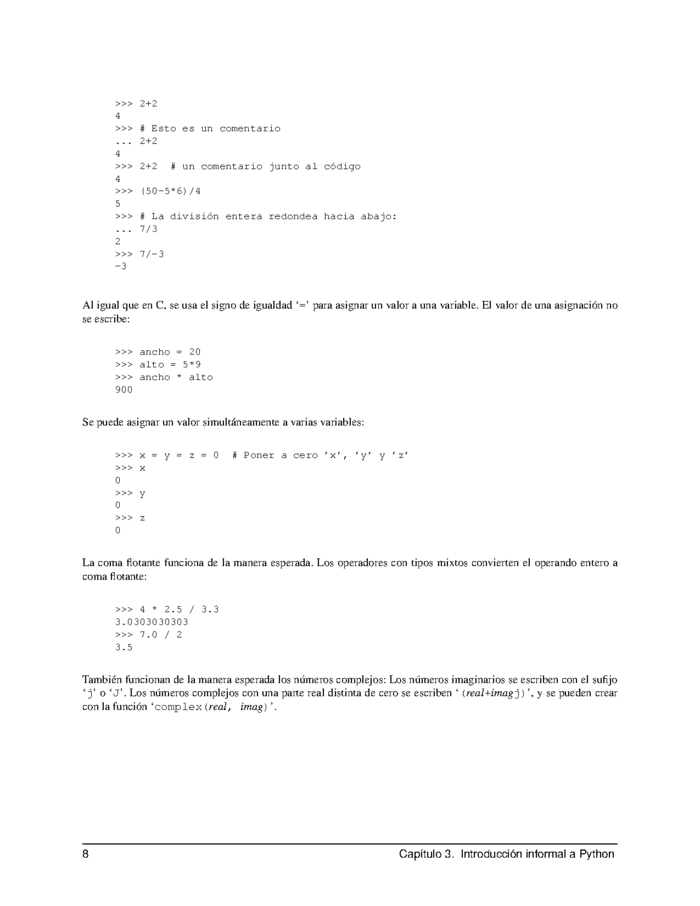 >>> 2+2
4
>>> # Esto es un comentario
... 2+2
4
>>> 2+2  # un comentario junto al código
4
>>> (50-5*6)/4
5
>>> # La división entera redondea hacia abajo:
... 7/3
2
>>> 7/-3
-3
Al igual que en C, se usa el signo de igualdad ‘=’ para asignar un valor a una variable. El valor de una asignación no
se escribe:
>>> ancho = 20
>>> alto = 5*9
>>> ancho * alto
900
Se puede asignar un valor simultáneamente a varias variables:
>>> x = y = z = 0  # Poner a cero ’x’, ’y’ y ’z’
>>> x
0
>>> y
0
>>> z
0
La coma flotante funciona de la manera esperada. Los operadores con tipos mixtos convierten el operando entero a
coma flotante:
>>> 4 * 2.5 / 3.3
3.0303030303
>>> 7.0 / 2
3.5
También funcionan de la manera esperada los números complejos: Los números imaginarios se escriben con el sufijo
‘j’ o ‘J’. Los números complejos con una parte real distinta de cero se escriben ‘(real+imagj)’, y se pueden crear
con la función ‘complex(real, imag)’.
8 Capítulo 3. Introducción informal a Python